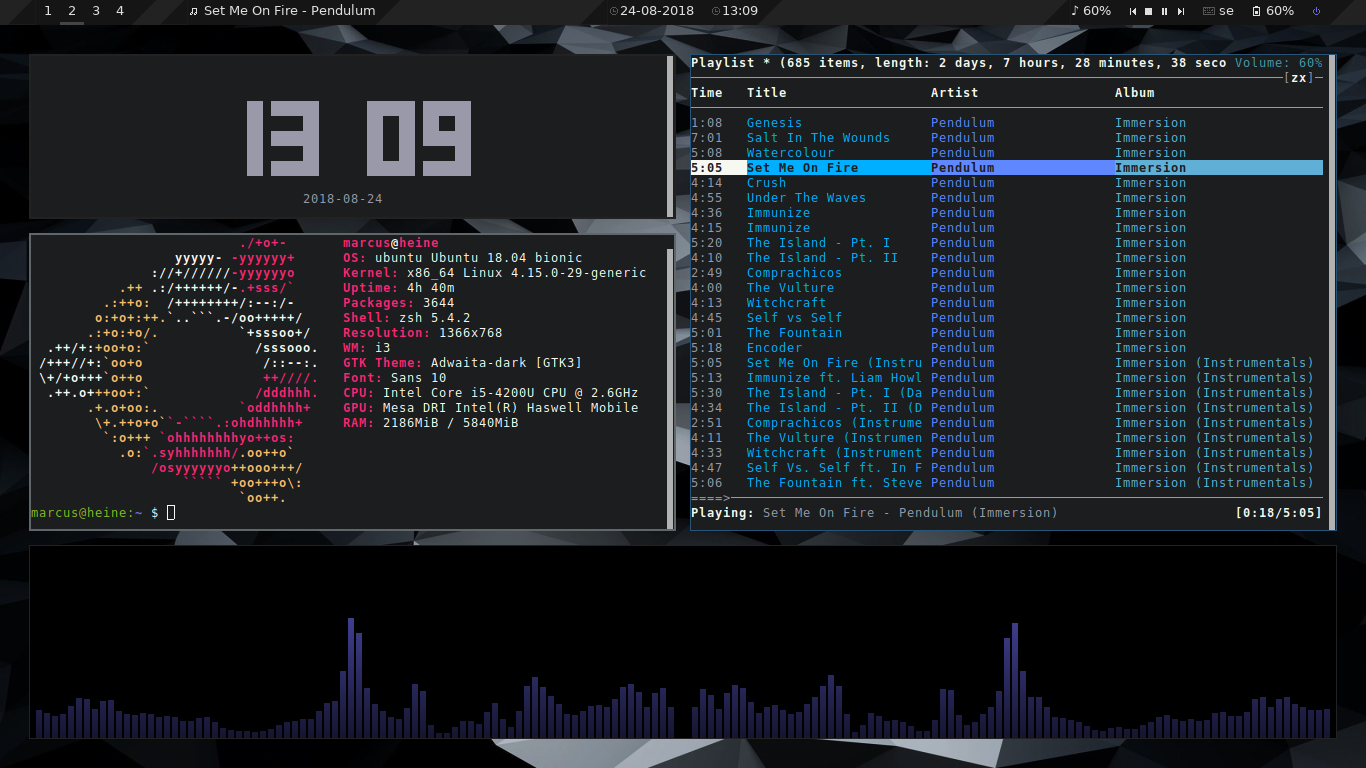 1 2 3 4 Set Me On Fire - Pendulum 24-08-2018 13:09 60% se 60%
13 09
2018-08-24
./+o+- marcus@heine
yyyyy- -yyyyyy+ OS: ubuntu Ubuntu 18.04 bionic
://+//////-yyyyyyo Kernel: x86_64 Linux 4.15.0-29-generic
.++ .:/++++++/-.+sss/` Uptime: 4h 40m
.:++o: /++++++++/:--:/- Packages: 3644
o:+o+:++.`..```.-/oo+++++/ Shell: zsh 5.4.2
.:+o:+o/. `+sssoo+/ Resolution: 1366x768
.++/+:+oo+o:` /sssooo. WM: i3
/+++//+:`oo+o /::--:. GTK Theme: Adwaita-dark [GTK3]
\+/+o+++`o++o ++////. Font: Sans 10
.++.o+++oo+:` /dddhhh. CPU: Intel Core i5-4200U CPU @ 2.6GHz
.+.o+oo:. `oddhhhh+ GPU: Mesa DRI Intel(R) Haswell Mobile
\+.++o+o``-````.:ohdhhhhh+ RAM: 2186MiB / 5840MiB
`:o+++ `ohhhhhhhhyo++os:
.o:`.syhhhhhhh/.oo++o`
/osyyyyyyo++ooo+++/
````` +oo+++o\:
`oo++.
marcus@heine:~ $
Playlist * (685 items, length: 2 days, 7 hours, 28 minutes, 38 seco Volume: 60%
[zx]
Time Title Artist Album
1:08 Genesis Pendulum Immersion
7:01 Salt In The Wounds Pendulum Immersion
5:08 Watercolour Pendulum Immersion
5:05 Set Me On Fire Pendulum Immersion
4:14 Crush Pendulum Immersion
4:55 Under The Waves Pendulum Immersion
4:36 Immunize Pendulum Immersion
4:15 Immunize Pendulum Immersion
5:20 The Island - Pt. I Pendulum Immersion
4:10 The Island - Pt. II Pendulum Immersion
2:49 Comprachicos Pendulum Immersion
4:00 The Vulture Pendulum Immersion
4:13 Witchcraft Pendulum Immersion
4:45 Self vs Self Pendulum Immersion
5:01 The Fountain Pendulum Immersion
5:18 Encoder Pendulum Immersion
5:05 Set Me On Fire (Instru Pendulum Immersion (Instrumentals)
5:13 Immunize ft. Liam Howl Pendulum Immersion (Instrumentals)
5:30 The Island - Pt. I (Da Pendulum Immersion (Instrumentals)
4:34 The Island - Pt. II (D Pendulum Immersion (Instrumentals)
2:51 Comprachicos (Instrume Pendulum Immersion (Instrumentals)
4:11 The Vulture (Instrumen Pendulum Immersion (Instrumentals)
4:33 Witchcraft (Instrument Pendulum Immersion (Instrumentals)
4:47 Self Vs. Self ft. In F Pendulum Immersion (Instrumentals)
5:06 The Fountain ft. Steve Pendulum Immersion (Instrumentals)
====>
Playing: Set Me On Fire - Pendulum (Immersion) [0:18/5:05]